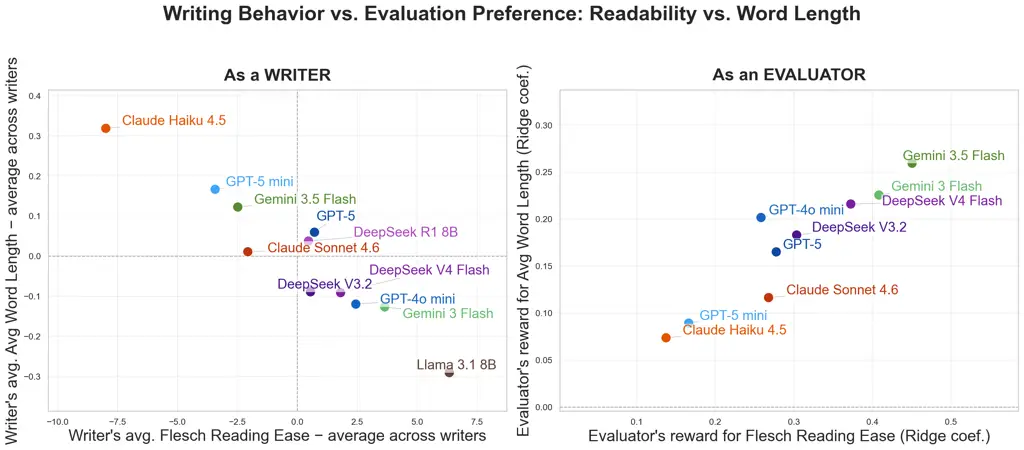 Writing Behavior vs. Evaluation Preference: Readability vs. Word Length
As a WRITER
Writer's avg. Avg Word Length − average across writers
0.4
0.3
0.2
0.1
0.0
−0.1
−0.2
−0.3
Claude Haiku 4.5
GPT-5 mini
Gemini 3.5 Flash
GPT-5
DeepSeek R1 8B
Claude Sonnet 4.6
DeepSeek V4 Flash
DeepSeek V3.2
GPT-4o mini
Gemini 3 Flash
Llama 3.1 8B
−10.0
−7.5
−5.0
−2.5
0.0
2.5
5.0
7.5
Writer's avg. Flesch Reading Ease − average across writers
As an EVALUATOR
Evaluator's reward for Avg Word Length (Ridge coef.)
0.30
0.25
0.20
0.15
0.10
0.05
0.00
Gemini 3.5 Flash
Gemini 3 Flash
DeepSeek V4 Flash
GPT-4o mini
DeepSeek V3.2
GPT-5
Claude Sonnet 4.6
GPT-5 mini
Claude Haiku 4.5
0.1
0.2
0.3
0.4
0.5
Evaluator's reward for Flesch Reading Ease (Ridge coef.)